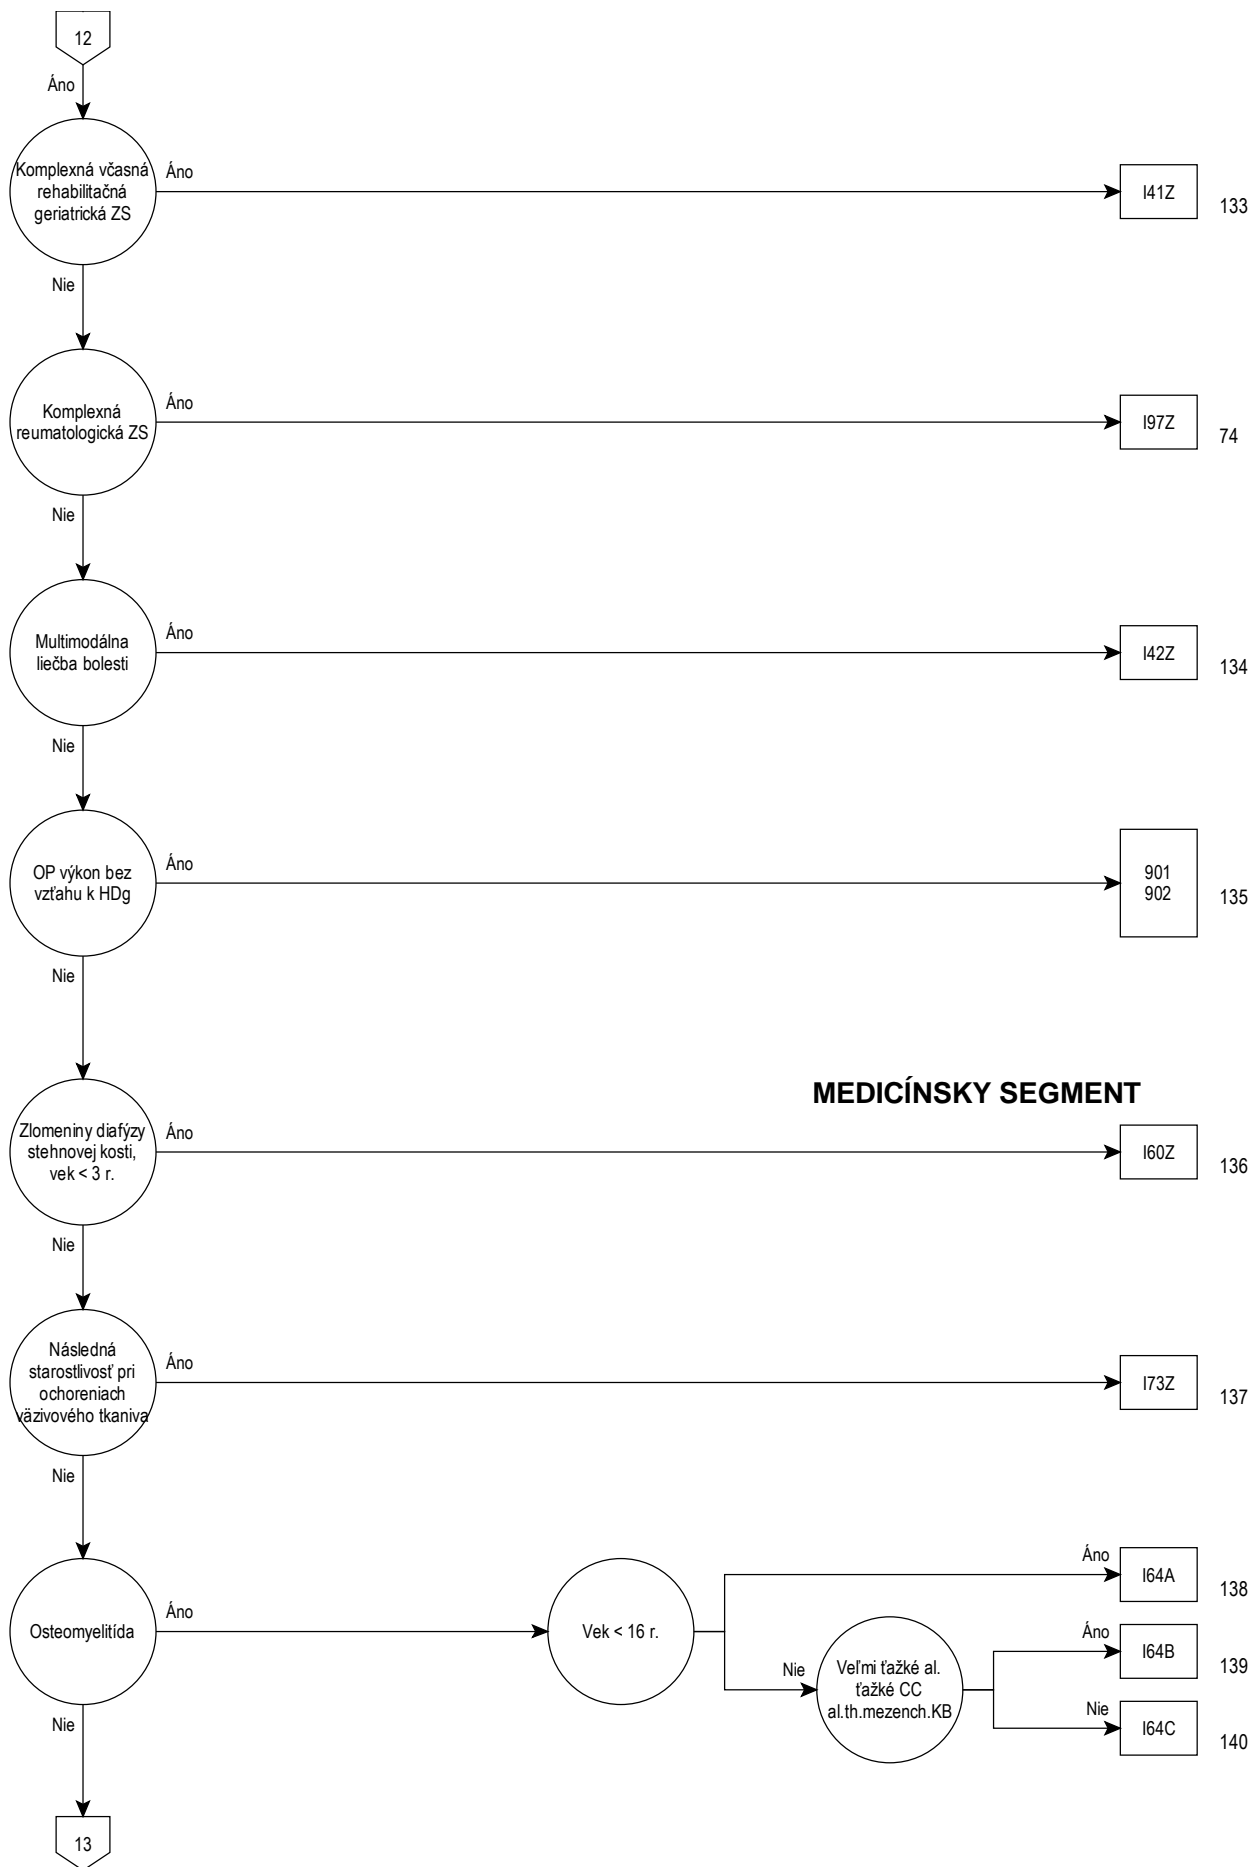 12
Áno
Komplexná včasná
rehabilitačná
geriatrická ZS
Áno
I41Z
133
Nie
Komplexná
reumatologická ZS
Áno
I97Z
74
Nie
Multimodálna
liečba bolesti
Áno
I42Z
134
Nie
OP výkon bez
vzťahu k HDg
Áno
901
902
135
Nie
MEDICÍNSKY SEGMENT
Zlomeniny diafýzy
stehnovej kosti,
vek < 3 r.
Áno
I60Z
136
Nie
Následná
starostlivosť pri
ochoreniach
väzivového tkaniva
Áno
I73Z
137
Nie
Osteomyelitída
Áno
Vek < 16 r.
Áno
I64A
138
Nie
Veľmi ťažké al.
ťažké CC
al.th.mezench.KB
Áno
I64B
139
Nie
I64C
140
Nie
13